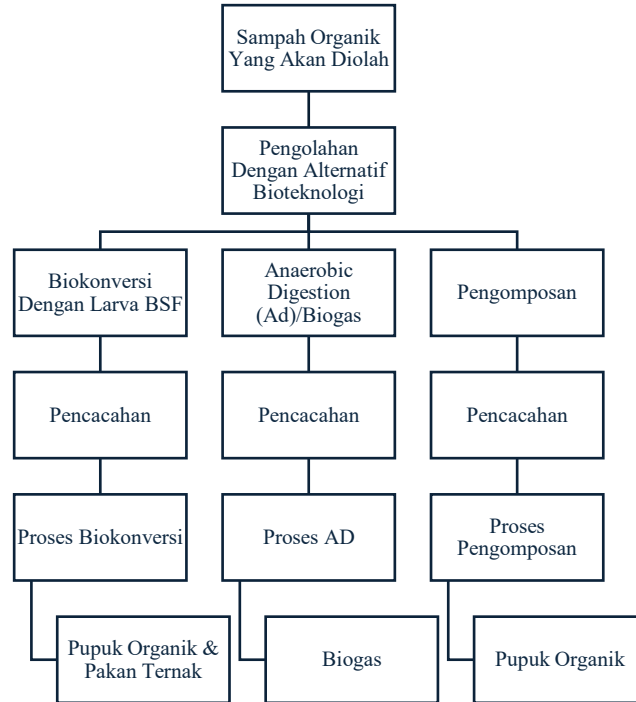 Sampah Organik
Yang Akan Diolah
Pengolahan
Dengan Alternatif
Bioteknologi
Biokonversi
Dengan Larva BSF
Anaerobic
Digestion
(Ad)/Biogas
Pengomposan
Pencacahan
Pencacahan
Pencacahan
Proses Biokonversi
Proses AD
Proses
Pengomposan
Pupuk Organik &
Pakan Ternak
Biogas
Pupuk Organik